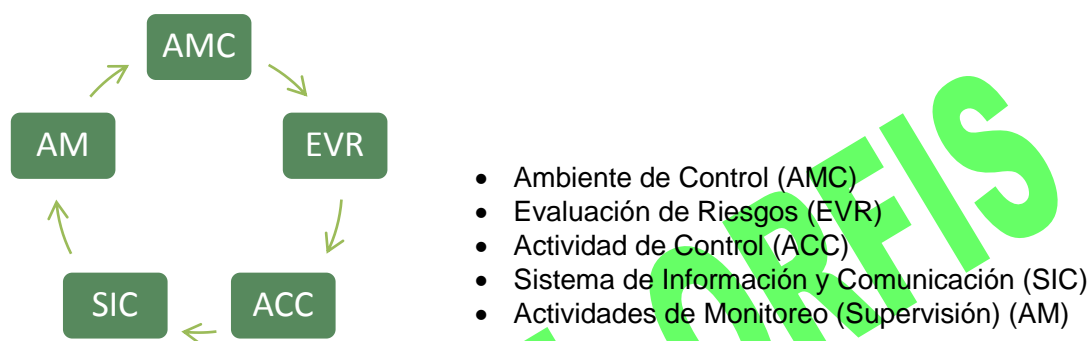 AMC
AM
EVR
SIC
ACC
• Ambiente de Control (AMC)
• Evaluación de Riesgos (EVR)
• Actividad de Control (ACC)
• Sistema de Información y Comunicación (SIC)
• Actividades de Monitoreo (Supervisión) (AM)
ORFIS